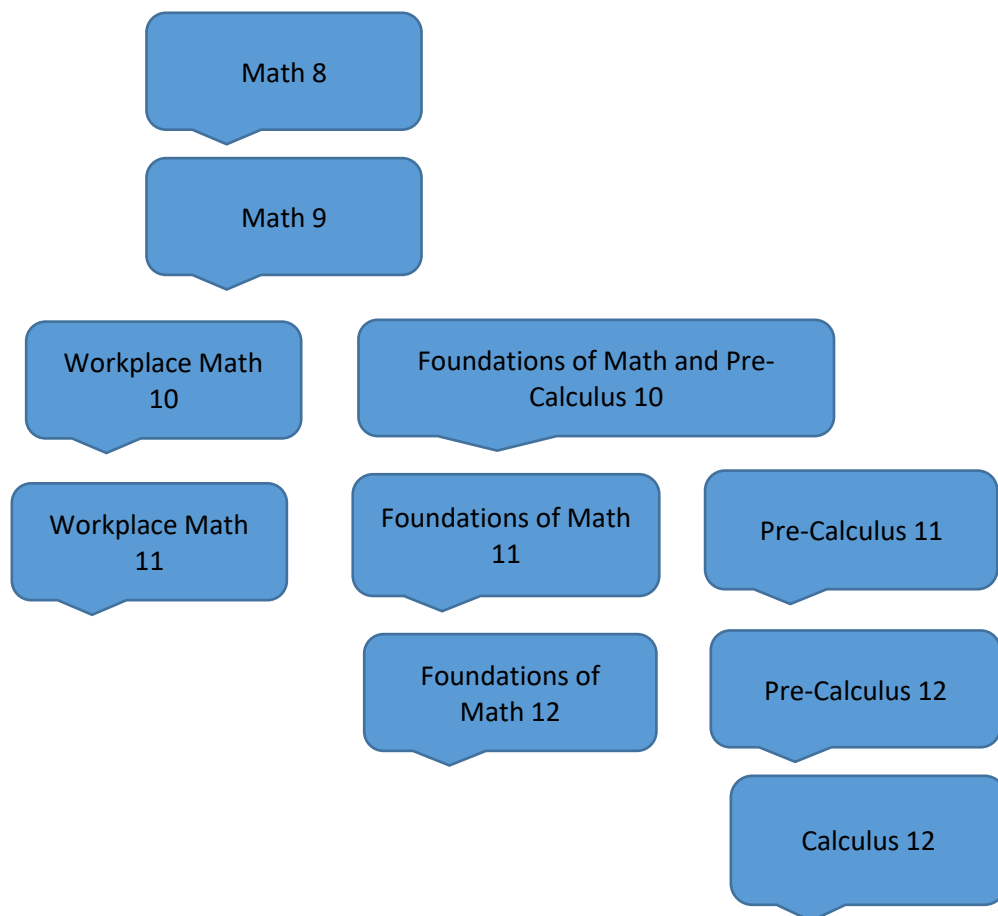 Math 8
Math 9
Workplace Math
10
Foundations of Math and Pre-
Calculus 10
Workplace Math
11
Foundations of Math
11
Pre-Calculus 11
Foundations of
Math 12
Pre-Calculus 12
Calculus 12